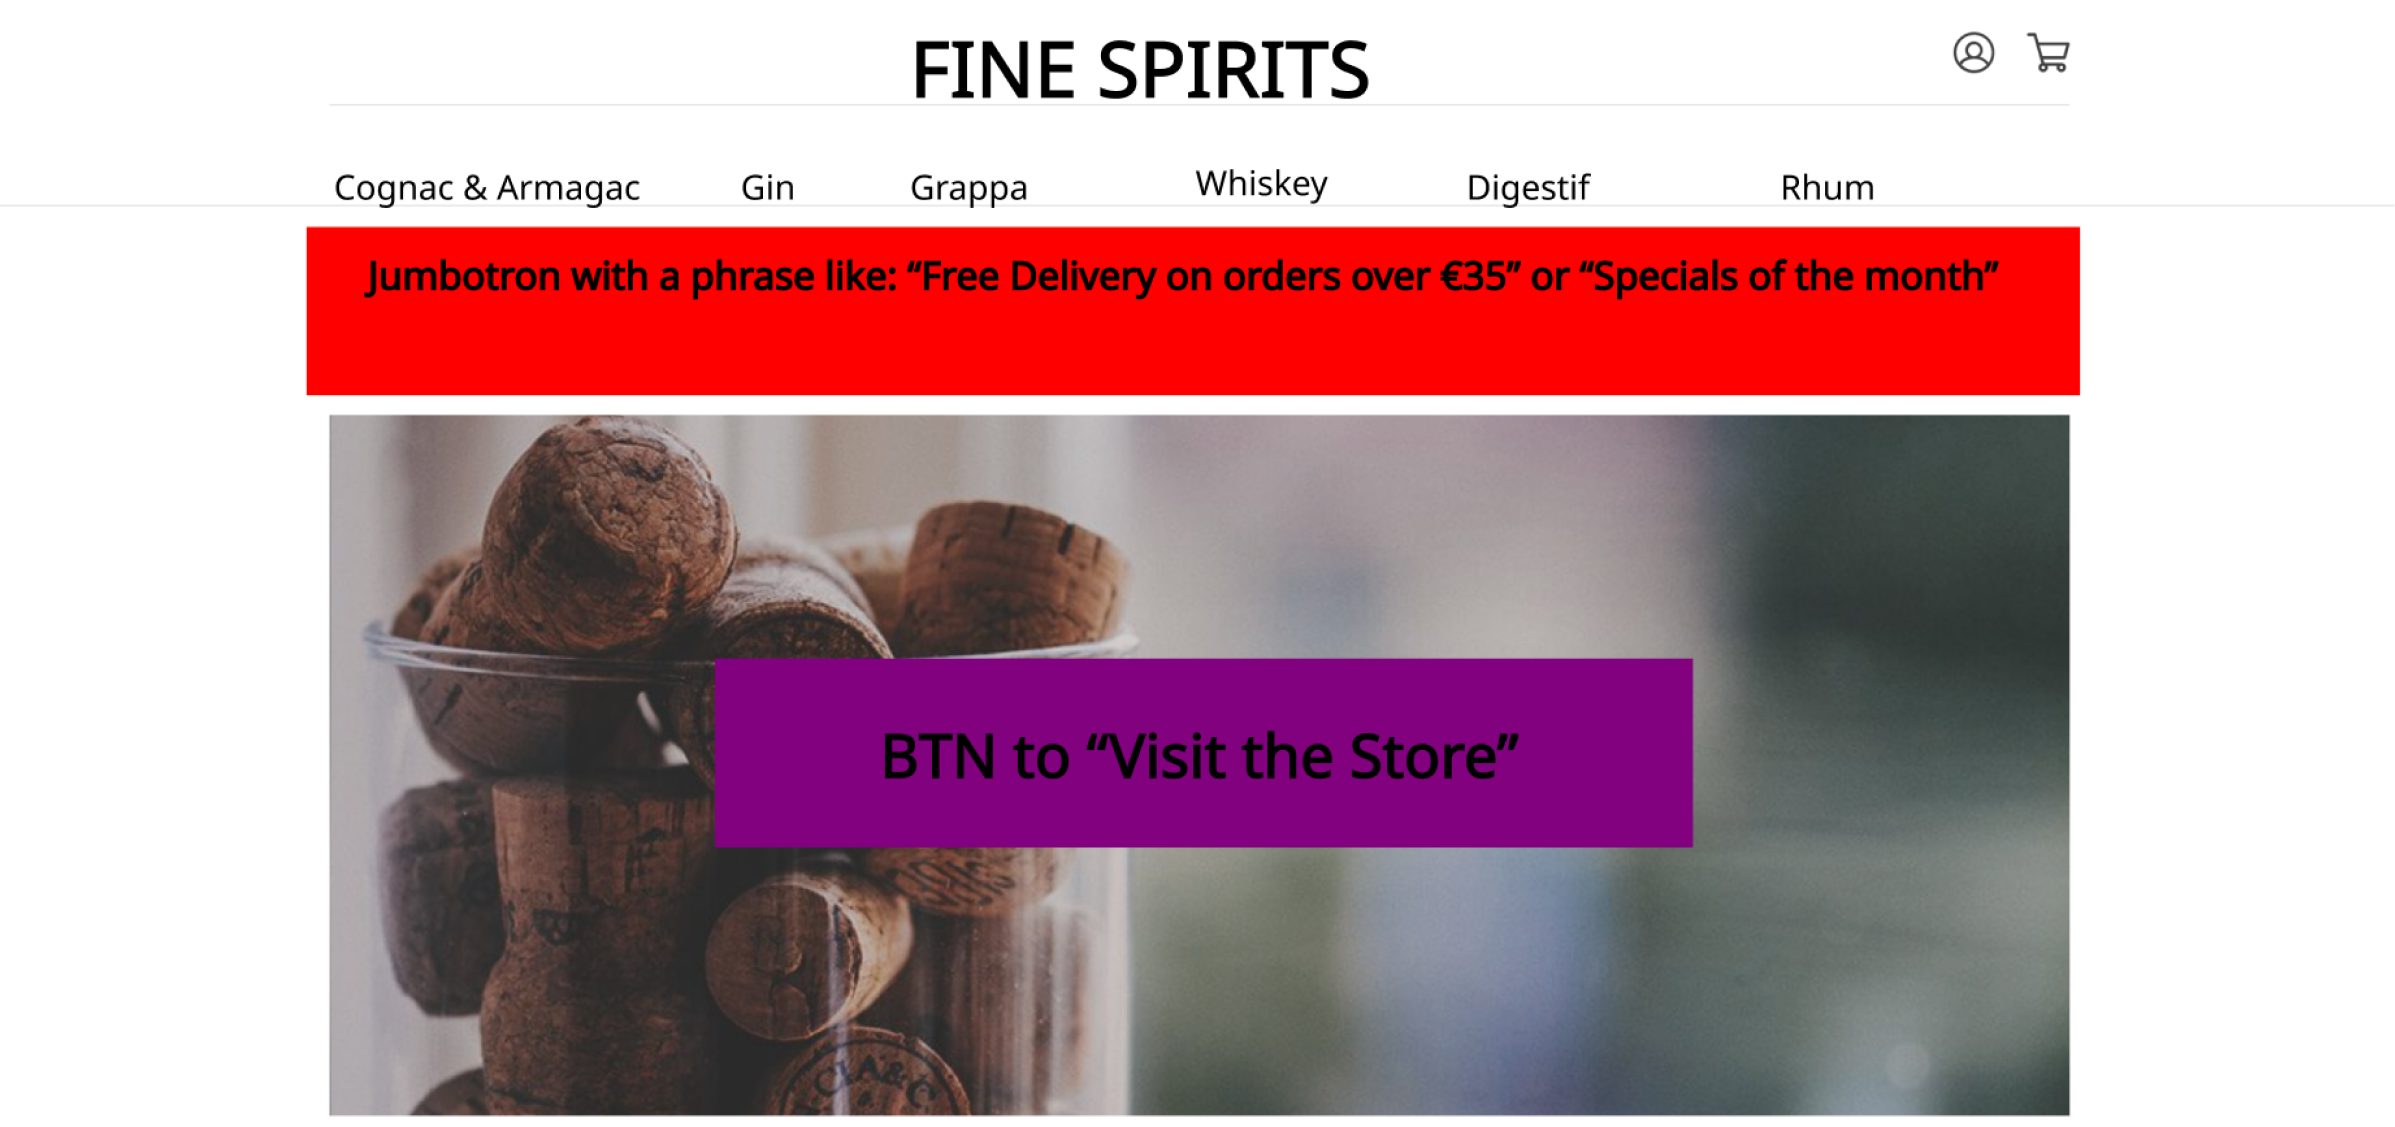 FINE SPIRITS
Cognac & Armagac Gin Grappa Whiskey Digestif Rhum
Jumbotron with a phrase like: “Free Delivery on orders over €35” or “Specials of the month”
BTN to “Visit the Store”